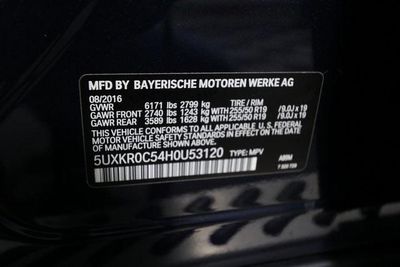 MFD BY BAYERISCHE MOTOREN WERKE AG
08/2016
GVWR 6171 lbs 2799 kg TIRE / RIM
GAWR FRONT 2740 lbs 1243 kg WITH 255/50 R19 /9.0J x 19
GAWR REAR 3589 lbs 1628 kg WITH 255/50 R19 /9.0J x 19
THIS VEHICLE CONFORMS TO ALL APPLICABLE U.S. FEDERAL MOTOR
VEHICLE SAFETY STANDARDS IN EFFECT ON THE DATE OF
MANUFACTURE SHOWN ABOVE.
5UXKR0C54H0U53120 TYPE: MPV